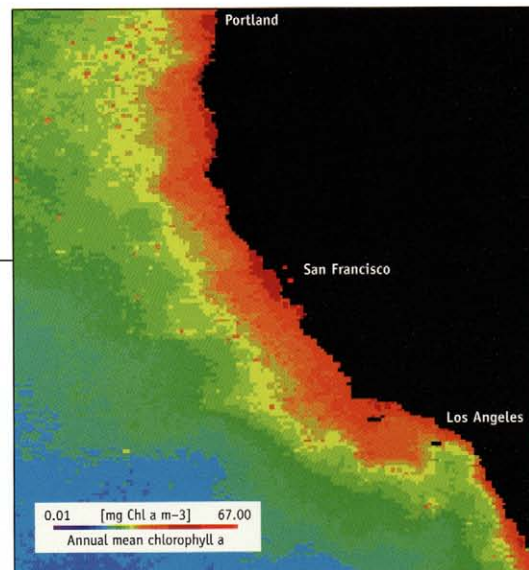 Portland
San Francisco
Los Angeles
0.01 [mg Chl a m–3] 67.00
Annual mean chlorophyll a